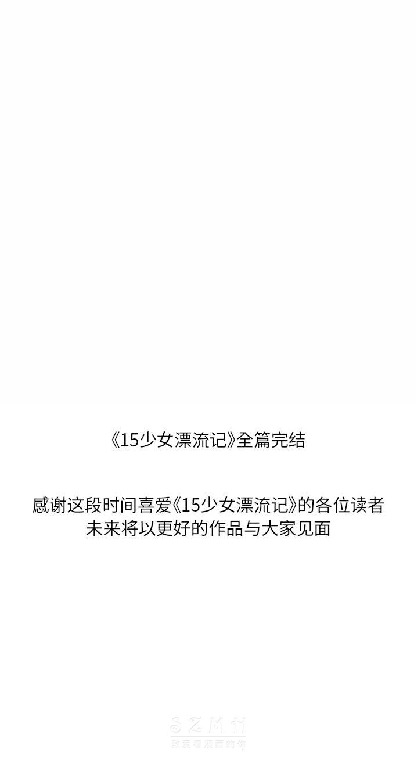 《15少女漂流记》全篇完结
感谢这段时间喜爱《15少女漂流记》的各位读者
未来将以更好的作品与大家见面